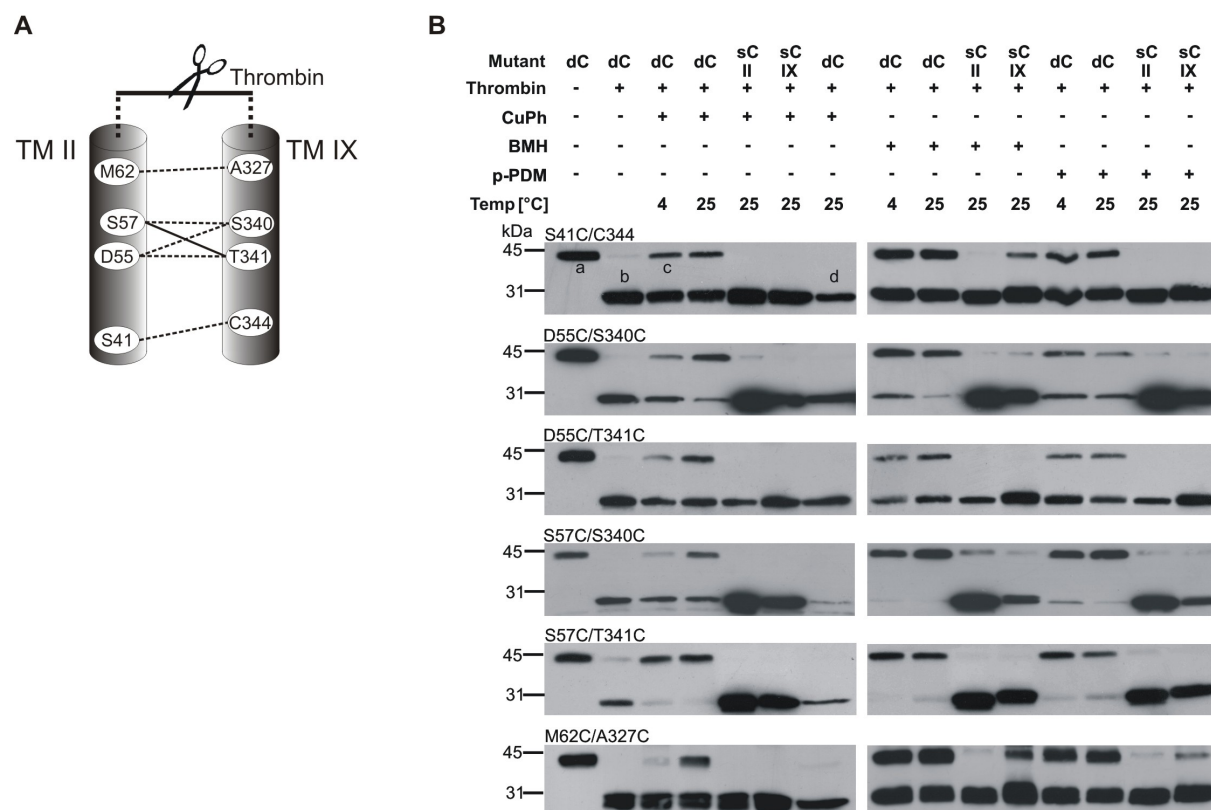 A
Thrombin
TM II
TM IX
M62
A327
S57
S340
D55
T341
S41
C344
B
Mutant dC dC dC dC sC II sC IX dC dC dC sC II sC IX dC dC sC II sC IX
Thrombin - + + + + + + + + + + + + + +
CuPh - - + + + + + - - - - - - - -
BMH - - - - - - - + + + + - - - -
p-PDM - - - - - - - - - - - + + + +
Temp [°C] 4 25 25 25 25 4 25 25 25 4 25 25 25
kDa
S41C/C344
45
a
c
b
d
31
D55C/S340C
45
31
D55C/T341C
45
31
S57C/S340C
45
31
S57C/T341C
45
31
M62C/A327C
45
31